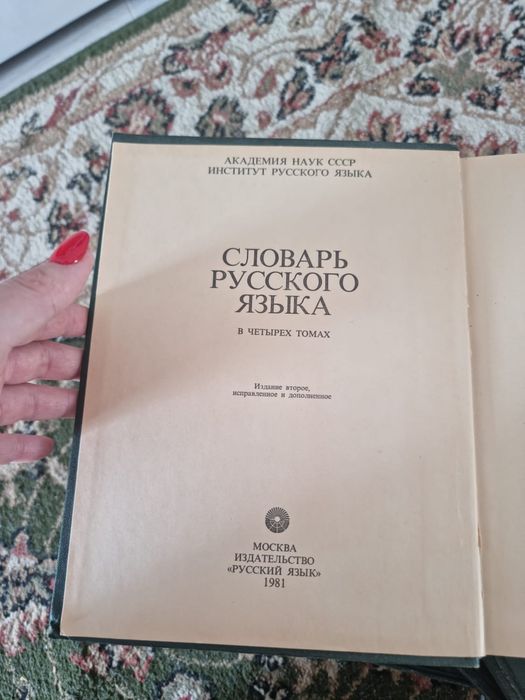 АКАДЕМИЯ НАУК СССР
ИНСТИТУТ РУССКОГО ЯЗЫКА
СЛОВАРЬ
РУССКОГО
ЯЗЫКА
В ЧЕТЫРЕХ ТОМАХ
Издание второе,
исправленное и дополненное
МОСКВА
ИЗДАТЕЛЬСТВО
«РУССКИЙ ЯЗЫК»
1981